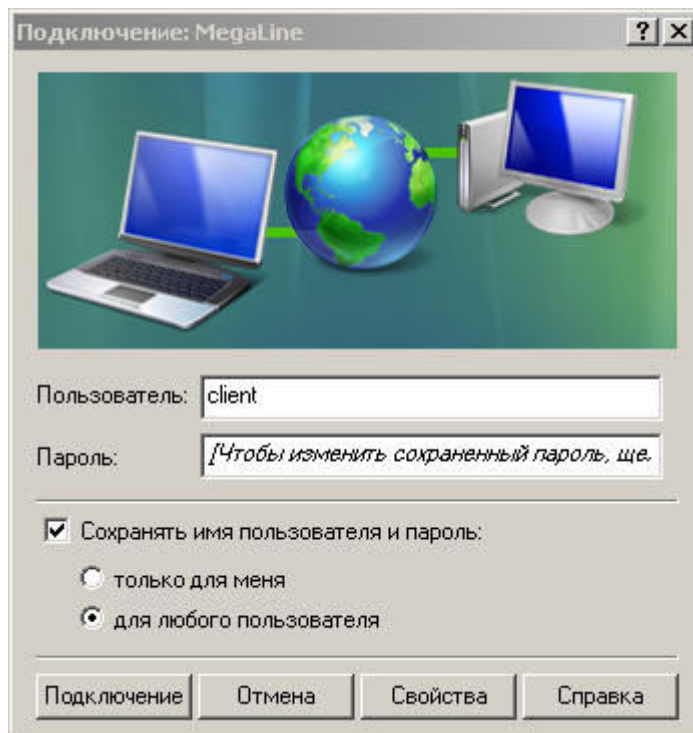 Подключение: MegaLine
Пользователь: client
Пароль: [Чтобы изменить сохраненный пароль, ще
Сохранять имя пользователя и пароль:
только для меня
для любого пользователя
Подключение Отмена Свойства Справка